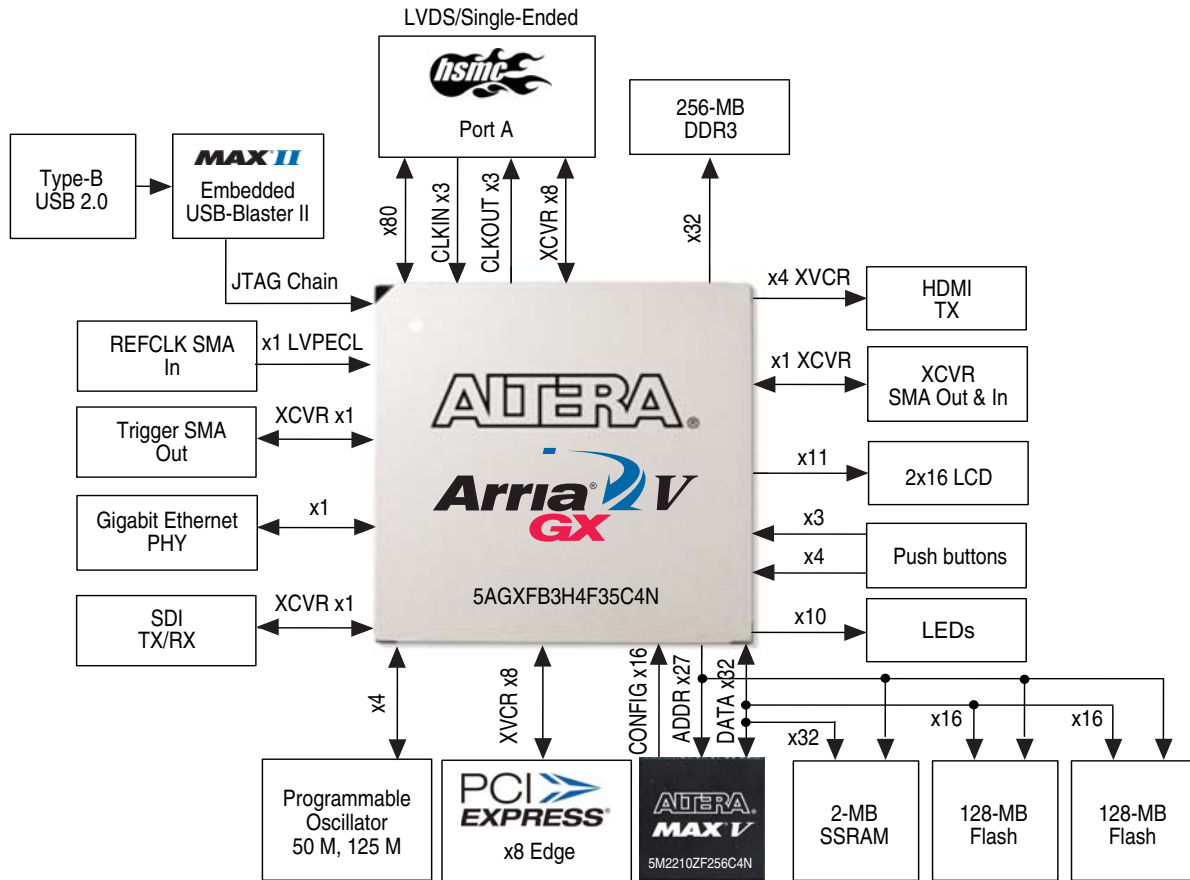 LVDS/Single-Ended
hsmc
Port A
256-MB
DDR3
Type-B
USB 2.0
MAX® II
Embedded
USB-Blaster II
x80
CLKIN x3
CLKOUT x3
XCVR x8
x32
JTAG Chain
x4 XVCR
HDMI
TX
REFCLK SMA
In
x1 LVPECL
x1 XCVR
XCVR
SMA Out & In
ALTERA®
Trigger SMA
Out
XCVR x1
x11
2x16 LCD
Arria® V
GX
Gigabit Ethernet
PHY
x1
x3
x4
Push buttons
5AGXFB3H4F35C4N
SDI
TX/RX
XCVR x1
x10
LEDs
x4
XVCR x8
CONFIG x16
ADDR x27
DATA x32
x32
x16
x16
Programmable
Oscillator
50 M, 125 M
PCI
EXPRESS®
x8 Edge
ALTERA.
MAX® V
5M2210ZF256C4N
2-MB
SSRAM
128-MB
Flash
128-MB
Flash